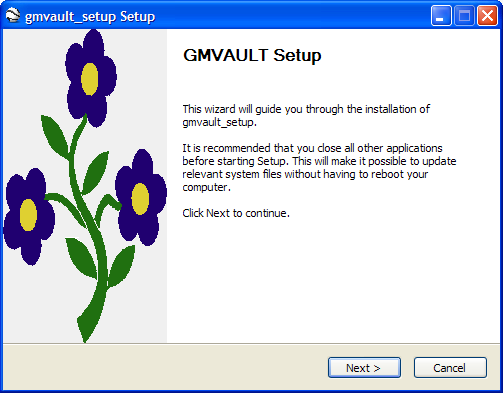 gmvault_setup Setup
GMVAULT Setup
This wizard will guide you through the installation of
gmvault_setup.
It is recommended that you close all other applications
before starting Setup. This will make it possible to update
relevant system files without having to reboot your
computer.
Click Next to continue.
Next >
Cancel